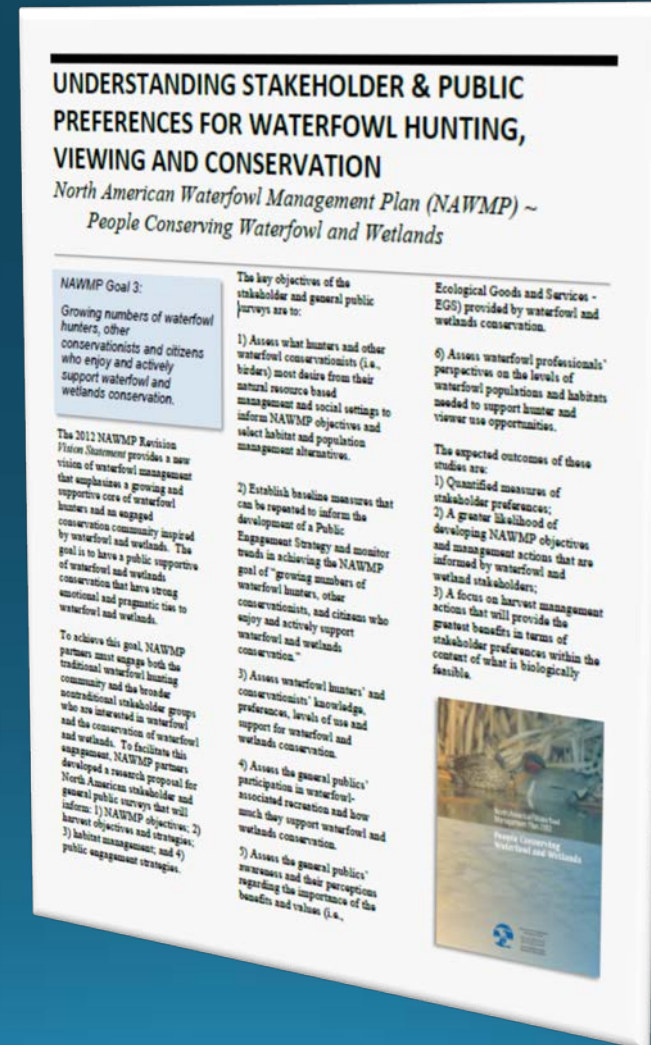 UNDERSTANDING STAKEHOLDER & PUBLIC
PREFERENCES FOR WATERFOWL HUNTING,
VIEWING AND CONSERVATION
North American Waterfowl Management Plan (NAWMP) ~
People Conserving Waterfowl and Wetlands
NAWMP Goal 3:
Growing numbers of waterfowl
hunters, other
conservationists and citizens
who enjoy and actively
support waterfowl and
wetlands conservation.
The 2012 NAWMP Revision
Vision Statement provides a new
vision of waterfowl management
that emphasizes a growing and
supportive core of waterfowl
hunters and an engaged
conservation community inspired
by waterfowl and wetlands. The
goal is to have a public supportive
of waterfowl and wetlands
conservation that have strong
emotional and pragmatic ties to
waterfowl and wetlands.
To achieve this goal, NAWMP
partners must engage both the
traditional waterfowl hunting
community and the broader
nontraditional stakeholder groups
who are interested in waterfowl
and the conservation of waterfowl
and wetlands. To facilitate this
engagement, NAWMP partners
developed a research proposal for
North American stakeholder and
general public surveys that will
inform: 1) NAWMP objectives; 2)
harvest objectives and strategies;
3) habitat management; and 4)
public engagement strategies.
The key objectives of the
stakeholder and general public
surveys are to:
1) Assess what hunters and other
waterfowl conservationists (i.e.,
birders) most desire from their
natural resource based
management and social settings to
inform NAWMP objectives and
select habitat and population
management alternatives.
2) Establish baseline measures that
can be repeated to inform the
development of a Public
Engagement Strategy and monitor
trends in achieving the NAWMP
goal of "growing numbers of
waterfowl hunters, other
conservationists, and citizens who
enjoy and actively support
waterfowl and wetlands
conservation."
3) Assess waterfowl hunters' and
conservationists' knowledge,
preferences, levels of use and
support for waterfowl and
wetlands conservation.
4) Assess the general publics'
participation in waterfowl-
associated recreation and how
much they support waterfowl and
wetlands conservation.
5) Assess the general publics'
awareness and their perceptions
regarding the importance of the
benefits and values (i.e.,
Ecological Goods and Services -
EGS) provided by waterfowl and
wetlands conservation.
6) Assess waterfowl professionals'
perspectives on the levels of
waterfowl populations and habitats
needed to support hunter and
viewer use opportunities.
The expected outcomes of these
studies are:
1) Quantified measures of
stakeholder preferences;
2) A greater likelihood of
developing NAWMP objectives
and management actions that are
informed by waterfowl and
wetland stakeholders;
3) A focus on harvest management
actions that will provide the
greatest benefits in terms of
stakeholder preferences within the
context of what is biologically
feasible.
North American Waterfowl
Management Plan 2012
People Conserving
Waterfowl and Wetlands